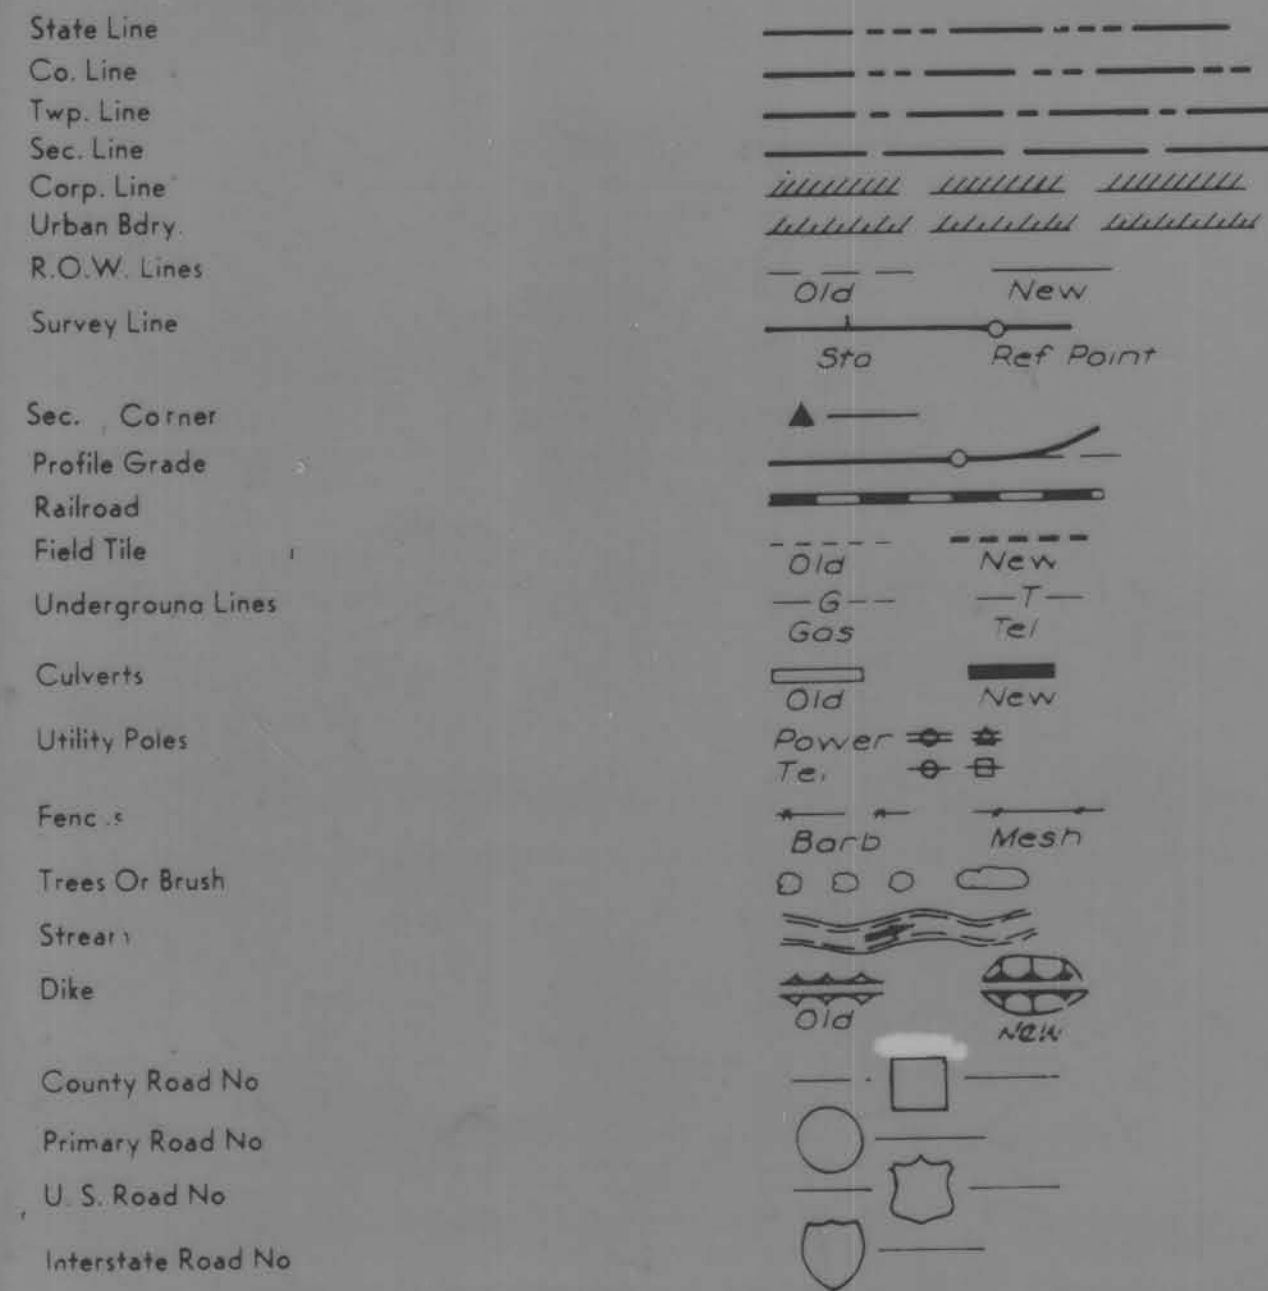 State Line
Co. Line
Twp. Line
Sec. Line
Corp. Line
Urban Bdry.
R.O.W. Lines
Old New
Survey Line
Sta Ref Point
Sec. Corner
Profile Grade
Railroad
Field Tile
Old New
Underground Lines
G T
Gas Tel
Culverts
Old New
Utility Poles
Power
Tel
Fences
Barb Mesh
Trees Or Brush
Stream
Dike
Old New
County Road No
Primary Road No
U. S. Road No
Interstate Road No